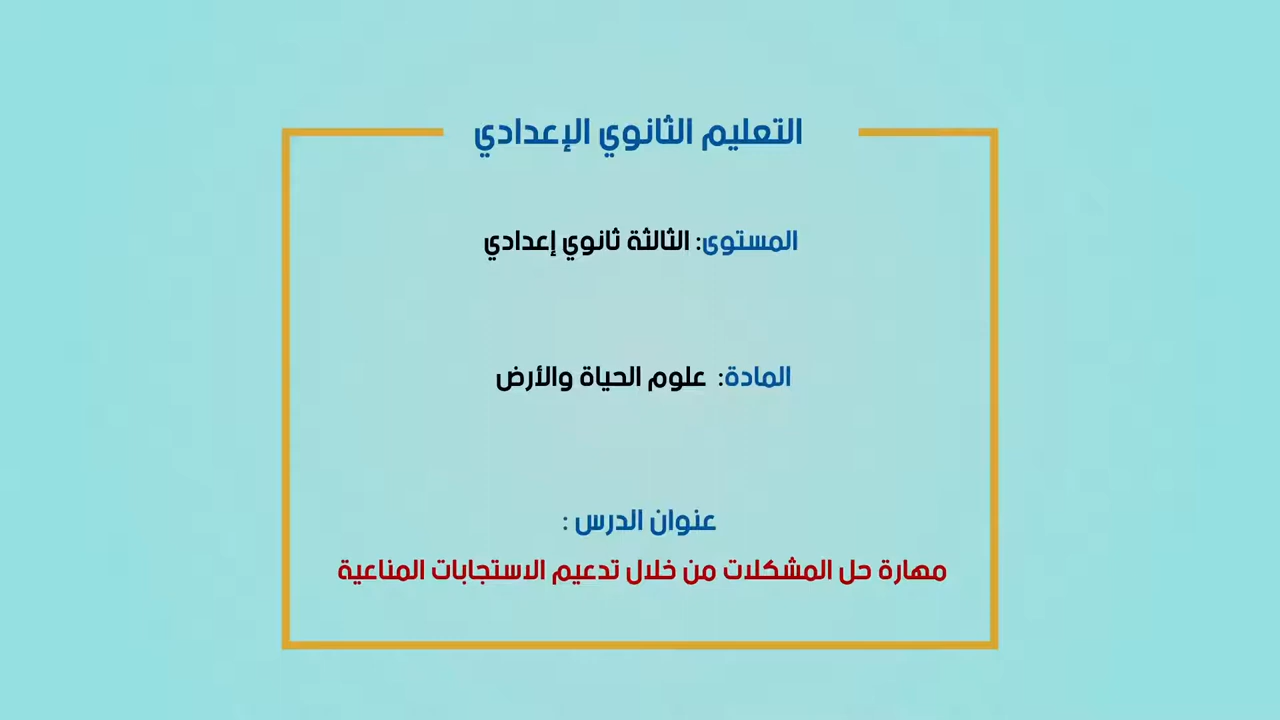 التعليم الثانوي الإعدادي
المستوى: الثالثة ثانوي إعدادي
المادة: علوم الحياة والأرض
عنوان الدرس :
مهارة حل المشكلات من خلال تدعيم الاستجابات المناعية